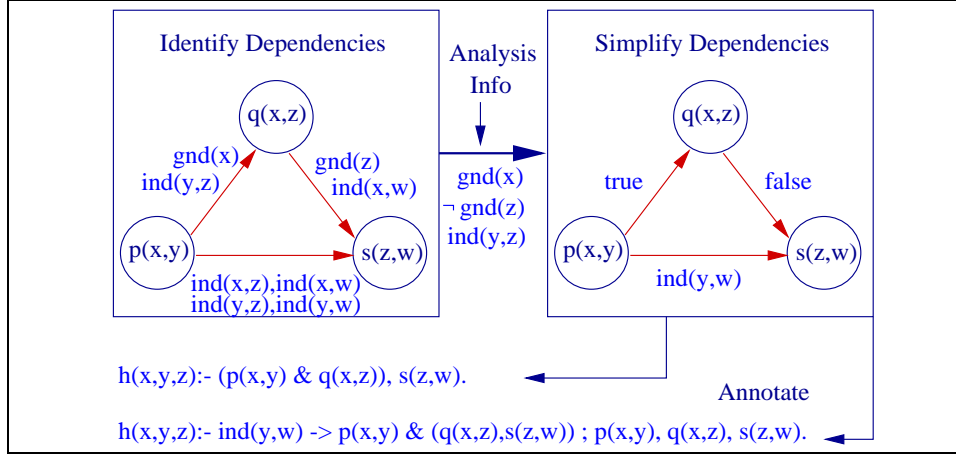 Identify Dependencies
q(x,z)
gnd(x)
ind(y,z)
gnd(z)
ind(x,w)
p(x,y)
s(z,w)
ind(x,z),ind(x,w)
ind(y,z),ind(y,w)
Analysis
Info
gnd(x)
¬ gnd(z)
ind(y,z)
Simplify Dependencies
q(x,z)
true
false
p(x,y)
s(z,w)
ind(y,w)
h(x,y,z):- (p(x,y) & q(x,z)), s(z,w).
Annotate
h(x,y,z):- ind(y,w) -> p(x,y) & (q(x,z),s(z,w)) ; p(x,y), q(x,z), s(z,w).